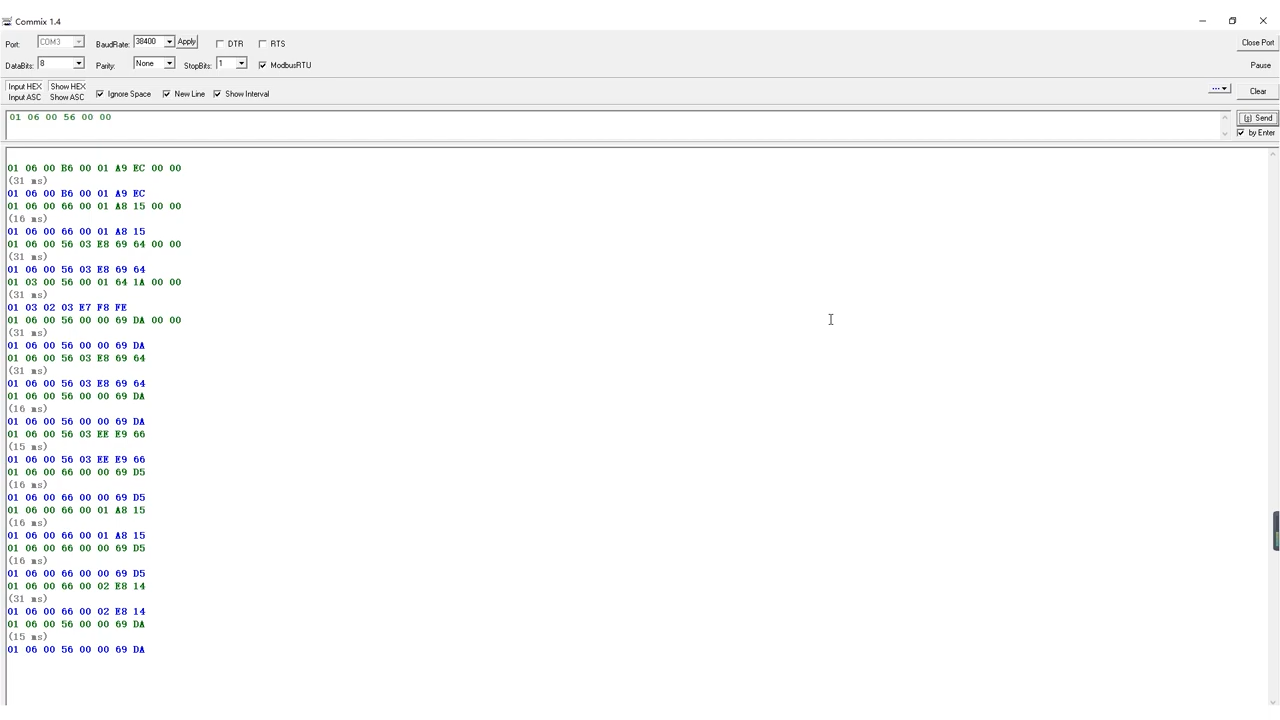 Commix 1.4
Port: COM3 BaudRate: 38400 Apply DTR RTS Close Port
DataBits: 8 Parity: None StopBits: 1 ModbusRTU Pause
Input HEX Show HEX
Input ASC Show ASC Ignore Space New Line Show Interval ... Clear
01 06 00 56 00 00 Send
by Enter
01 06 00 B6 00 01 A9 EC 00 00
(31 ms)
01 06 00 B6 00 01 A9 EC
01 06 00 66 00 01 A8 15 00 00
(16 ms)
01 06 00 66 00 01 A8 15
01 06 00 56 03 E8 69 64 00 00
(31 ms)
01 06 00 56 03 E8 69 64
01 03 00 56 00 01 64 1A 00 00
(31 ms)
01 03 02 03 E7 F8 FE
01 06 00 56 00 00 69 DA 00 00
(31 ms)
01 06 00 56 00 00 69 DA
01 06 00 56 03 E8 69 64
(31 ms)
01 06 00 56 03 E8 69 64
01 06 00 56 00 00 69 DA
(16 ms)
01 06 00 56 00 00 69 DA
01 06 00 56 03 EE E9 66
(15 ms)
01 06 00 56 03 EE E9 66
01 06 00 66 00 00 69 D5
(16 ms)
01 06 00 66 00 00 69 D5
01 06 00 66 00 01 A8 15
(16 ms)
01 06 00 66 00 01 A8 15
01 06 00 66 00 00 69 D5
(16 ms)
01 06 00 66 00 00 69 D5
01 06 00 66 00 02 E8 14
(31 ms)
01 06 00 66 00 02 E8 14
01 06 00 56 00 00 69 DA
(15 ms)
01 06 00 56 00 00 69 DA